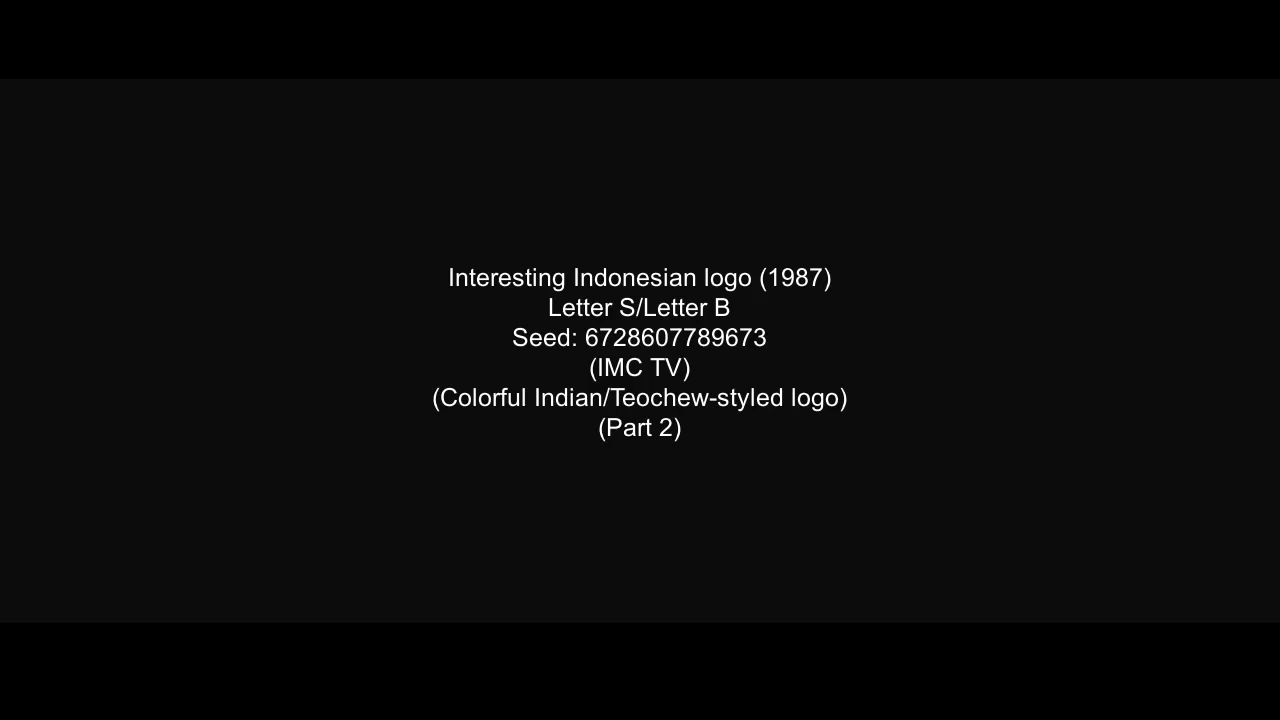 Interesting Indonesian logo (1987)
Letter S/Letter B
Seed: 6728607789673
(IMC TV)
(Colorful Indian/Teochew-styled logo)
(Part 2)